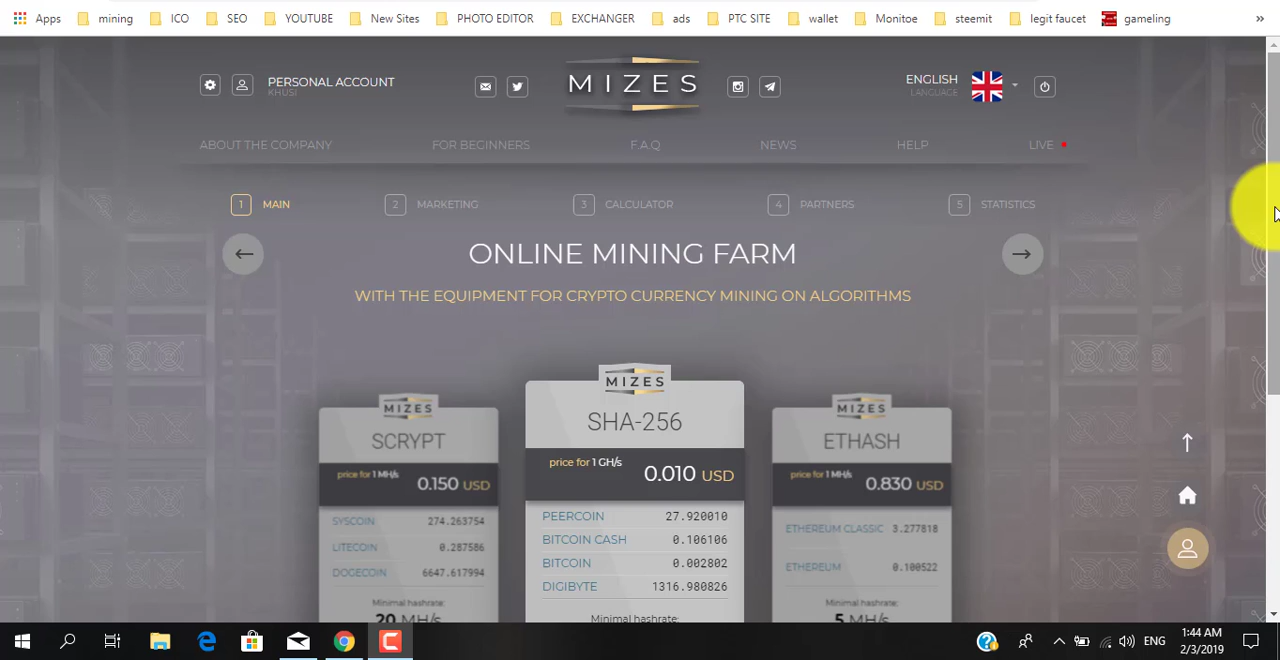 Apps mining ICO SEO YOUTUBE New Sites PHOTO EDITOR EXCHANGER ads PTC SITE wallet Monitoe steemit legit faucet gameling »
PERSONAL ACCOUNT
KHUSI
MIZES
ENGLISH
LANGUAGE
ABOUT THE COMPANY FOR BEGINNERS F.A.Q NEWS HELP LIVE
1 MAIN 2 MARKETING 3 CALCULATOR 4 PARTNERS 5 STATISTICS
ONLINE MINING FARM
WITH THE EQUIPMENT FOR CRYPTO CURRENCY MINING ON ALGORITHMS
MIZES
SCRYPT
price for 1 MH/s 0.150 USD
SYSCOIN 274.263754
LITECOIN 0.287586
DOGECOIN 6647.617994
Minimal hashrate:
20 MH/s
MIZES
SHA-256
price for 1 GH/s 0.010 USD
PEERCOIN 27.920010
BITCOIN CASH 0.106106
BITCOIN 0.002802
DIGIBYTE 1316.980826
Minimal hashrate:
MIZES
ETHASH
price for 1 MH/s 0.830 USD
ETHEREUM CLASSIC 3.277818
ETHEREUM 0.100522
Minimal hashrate:
5 MH/s
ENG
1:44 AM
2/3/2019